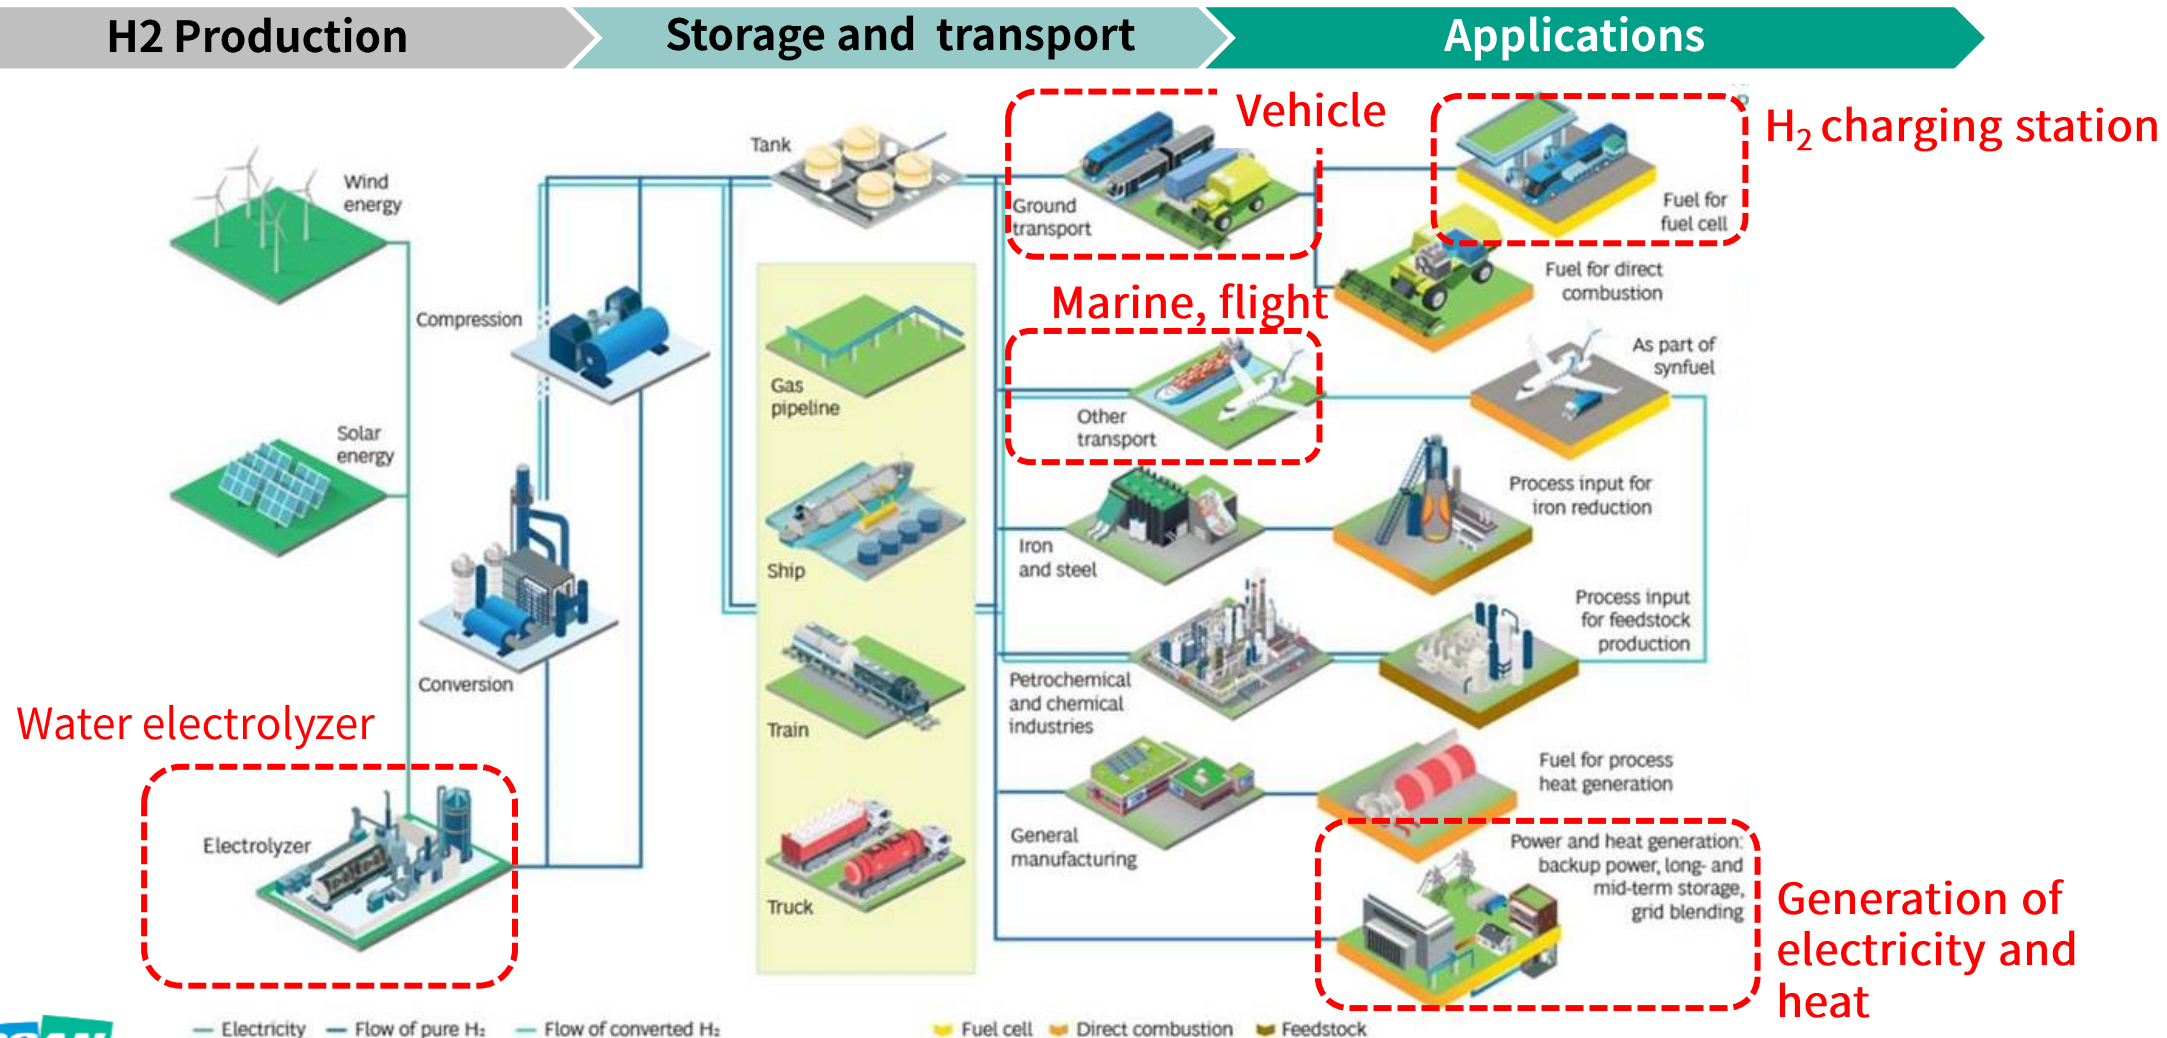 H2 Production
Storage and transport
Applications
Vehicle
H₂ charging station
Tank
Wind
energy
Ground
transport
Fuel for
fuel cell
Fuel for direct
combustion
Compression
Marine, flight
Gas
pipeline
As part of
synfuel
Other
transport
Solar
energy
Process input for
iron reduction
Iron
and steel
Ship
Process input
for feedstock
production
Conversion
Petrochemical
and chemical
industries
Water electrolyzer
Train
Fuel for process
heat generation
General
manufacturing
Electrolyzer
Power and heat generation:
backup power, long- and
mid-term storage,
grid blending
Truck
Generation of
electricity and
heat
Electricity
Flow of pure H₂
Flow of converted H₂
Fuel cell
Direct combustion
Feedstock